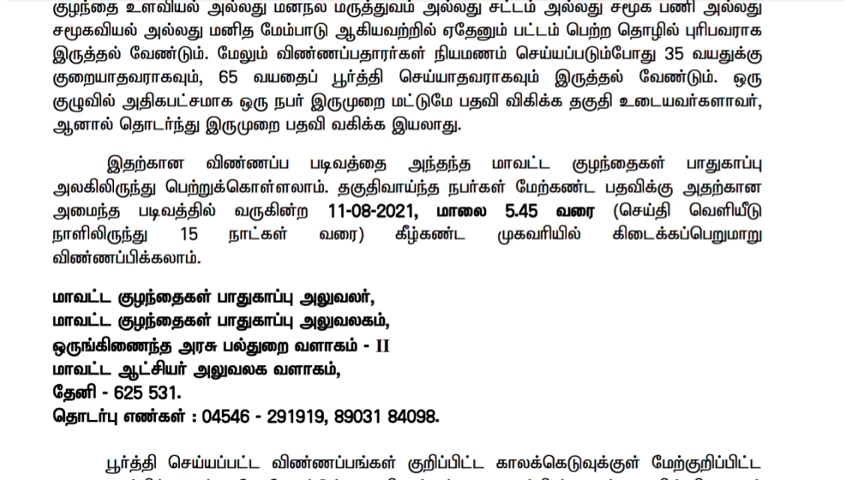 குழந்தை உளவியல் அல்லது மனநல மருத்துவம் அல்லது சட்டம் அல்லது சமூக பணி அல்லது
சமூகவியல் அல்லது மனித மேம்பாடு ஆகியவற்றில் ஏதேனும் பட்டம் பெற்ற தொழில் புரிபவராக
இருத்தல் வேண்டும். மேலும் விண்ணப்பதாரர்கள் நியமணம் செய்யப்படும்போது 35 வயதுக்கு
குறையாதவராகவும், 65 வயதைப் பூர்த்தி செய்யாதவராகவும் இருத்தல் வேண்டும். ஒரு
குழுவில் அதிகபட்சமாக ஒரு நபர் இருமுறை மட்டுமே பதவி விகிக்க தகுதி உடையவர்களாவர்,
ஆனால் தொடர்ந்து இருமுறை பதவி வகிக்க இயலாது.
இதற்கான விண்ணப்ப படிவத்தை அந்தந்த மாவட்ட குழந்தைகள் பாதுகாப்பு
அலகிலிருந்து பெற்றுக்கொள்ளலாம். தகுதிவாய்ந்த நபர்கள் மேற்கண்ட பதவிக்கு அதற்கான
அமைந்த படிவத்தில் வருகின்ற 11-08-2021, மாலை 5.45 வரை (செய்தி வெளியீடு
நாளிலிருந்து 15 நாட்கள் வரை) கீழ்கண்ட முகவரியில் கிடைக்கப்பெறுமாறு
விண்ணப்பிக்கலாம்.
மாவட்ட குழந்தைகள் பாதுகாப்பு அலுவலர்,
மாவட்ட குழந்தைகள் பாதுகாப்பு அலுவலகம்,
ஒருங்கிணைந்த அரசு பல்துறை வளாகம் - II
மாவட்ட ஆட்சியர் அலுவலக வளாகம்,
தேனி - 625 531.
தொடர்பு எண்கள் : 04546 - 291919, 89031 84098.
பூர்த்தி செய்யப்பட்ட விண்ணப்பங்கள் குறிப்பிட்ட காலக்கெடுவுக்குள் மேற்குறிப்பிட்ட